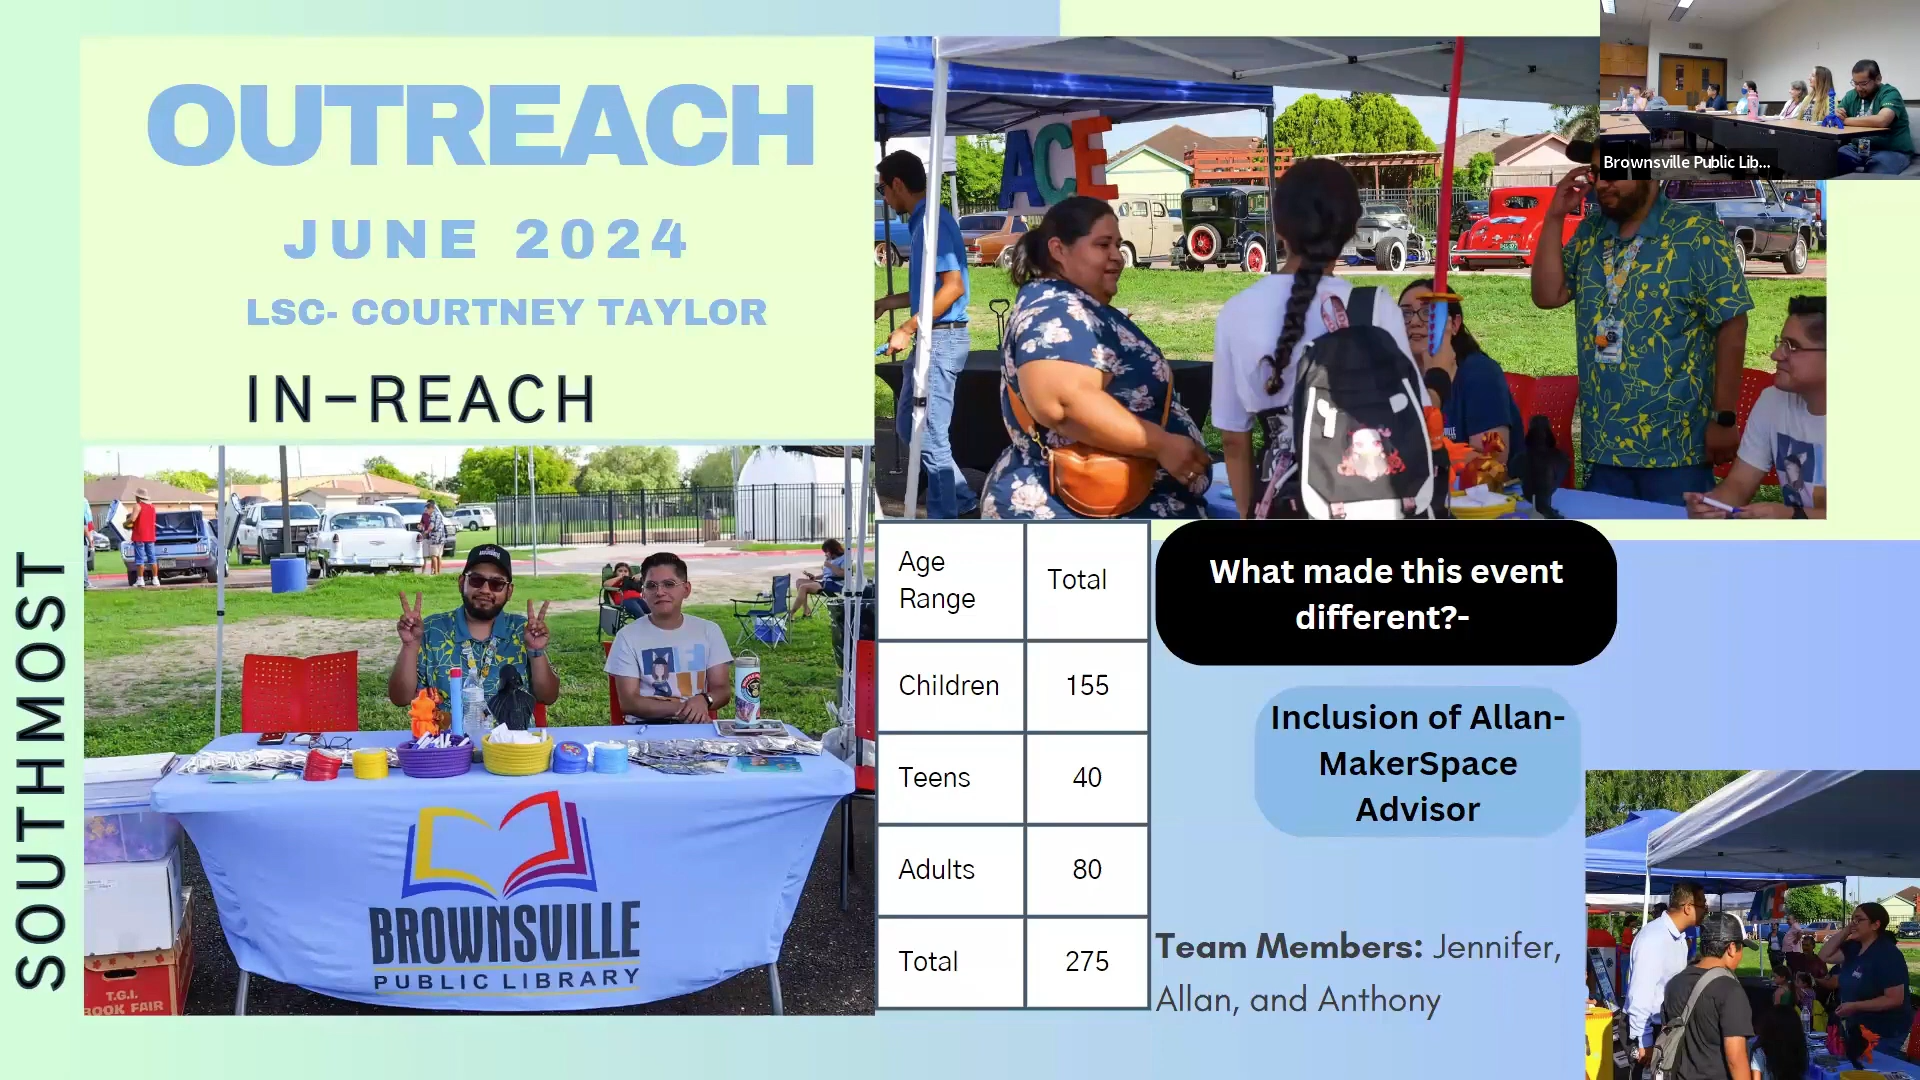 OUTREACH
JUNE 2024
LSC- COURTNEY TAYLOR
IN-REACH
SOUTHMOST
ACE
Brownsville Public Lib...
BROWNSVILLE
PUBLIC LIBRARY
T.G.I.
BOOK FAIR
Age
Range
Total
Children
155
Teens
40
Adults
80
Total
275
What made this event
different?-
Inclusion of Allan-
MakerSpace
Advisor
Team Members: Jennifer,
Allan, and Anthony